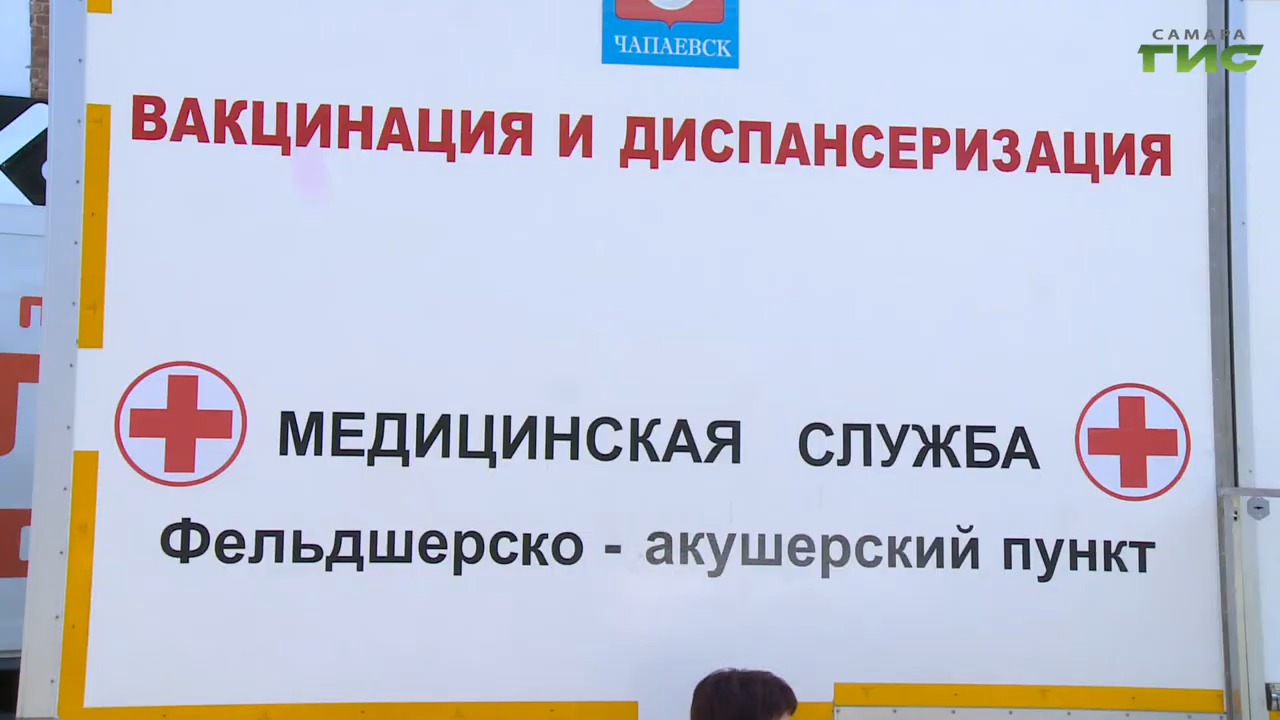 ЧАПАЕВСК
САМАРА
ГИС
ВАКЦИНАЦИЯ И ДИСПАНСЕРИЗАЦИЯ
МЕДИЦИНСКАЯ СЛУЖБА
Фельдшерско - акушерский пункт